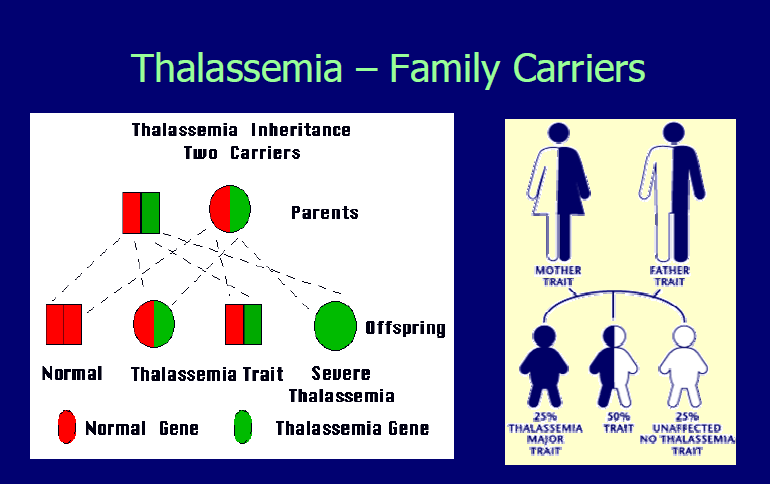 Thalassemia – Family Carriers
Thalassemia Inheritance
Two Carriers
Parents
Offspring
Normal
Thalassemia Trait
Severe
Thalassemia
Normal Gene
Thalassemia Gene
MOTHER
TRAIT
FATHER
TRAIT
25%
THALASSEMIA
MAJOR
TRAIT
50%
TRAIT
25%
UNAFFECTED
NO THALASSEMIA
TRAIT